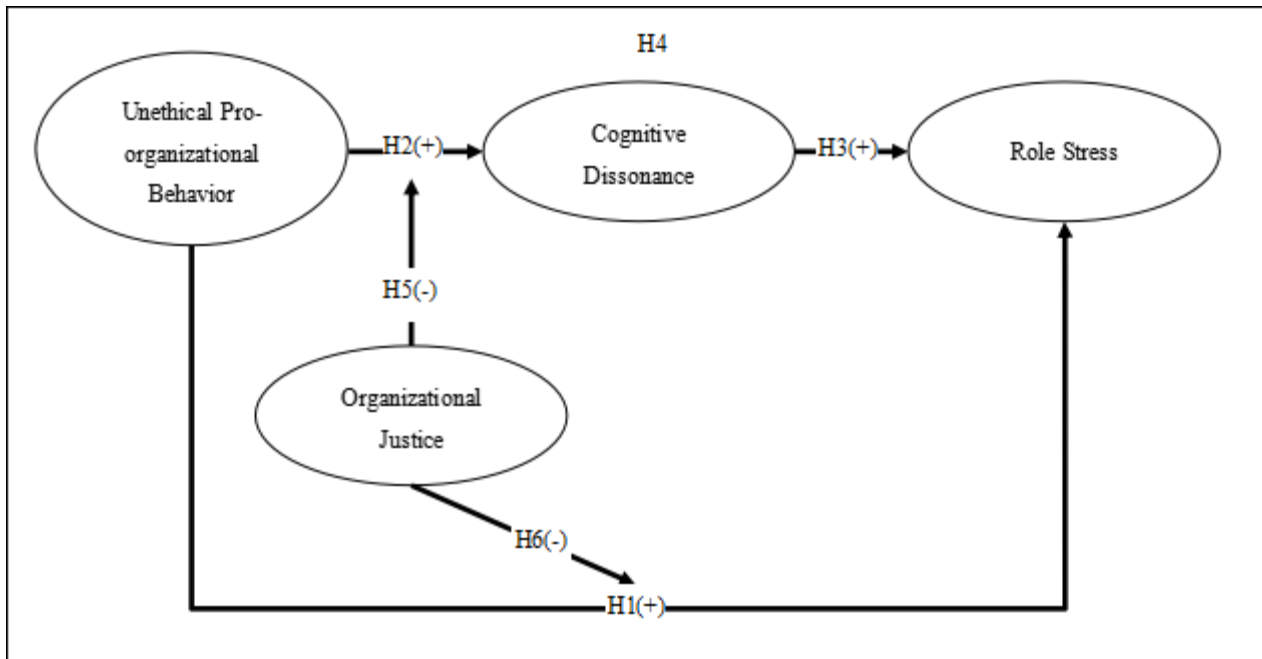 H4
Unethical Pro-
organizational
Behavior
H2(+)
Cognitive
Dissonance
H3(+)
Role Stress
H5(-)
Organizational
Justice
H6(-)
H1(+)